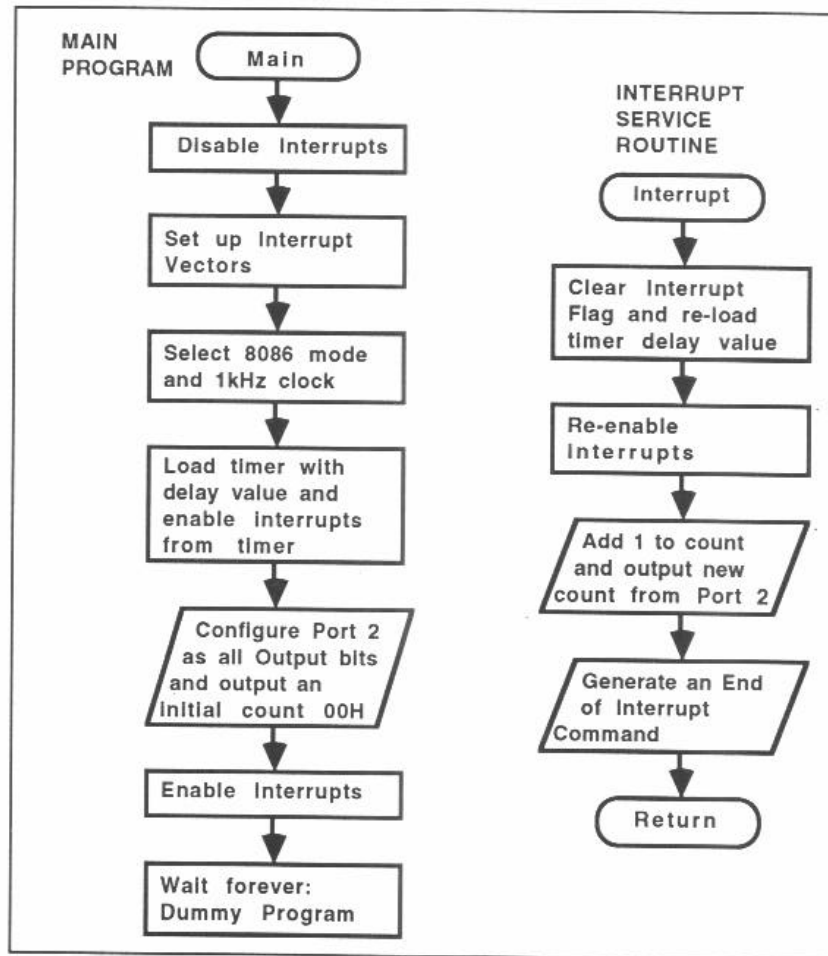 MAIN
PROGRAM
Main
Disable Interrupts
Set up Interrupt
Vectors
Select 8086 mode
and 1kHz clock
Load timer with
delay value and
enable interrupts
from timer
Configure Port 2
as all Output bits
and output an
initial count 00H
Enable Interrupts
Wait forever:
Dummy Program
INTERRUPT
SERVICE
ROUTINE
Interrupt
Clear Interrupt
Flag and re-load
timer delay value
Re-enable
Interrupts
Add 1 to count
and output new
count from Port 2
Generate an End
of Interrupt
Command
Return